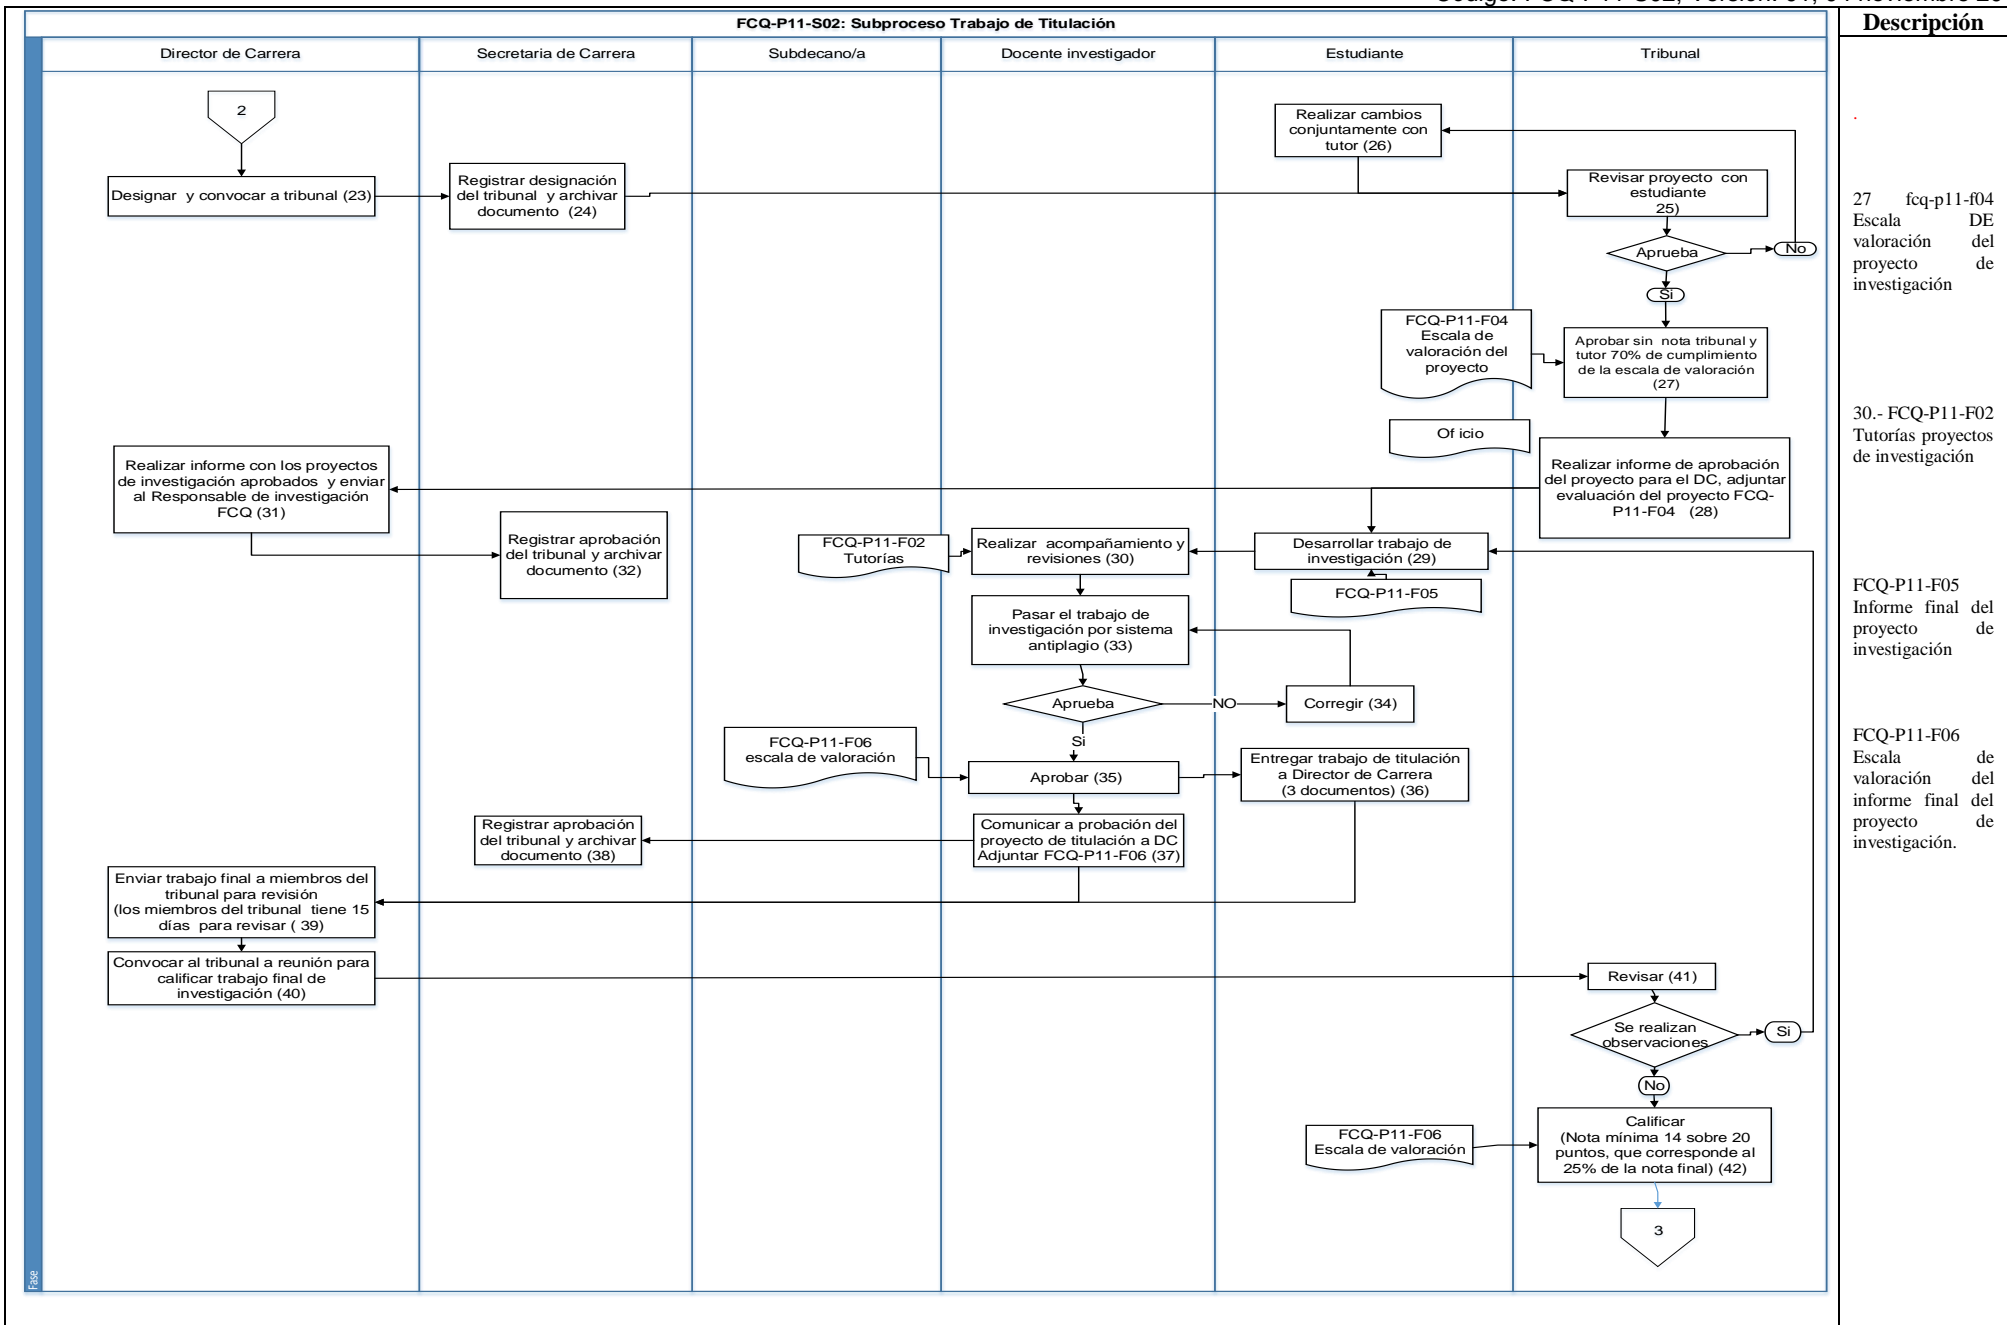 FCQ-P11-S02: Subproceso Trabajo de Titulación
Descripción
Director de Carrera
Secretaria de Carrera
Subdecano/a
Docente investigador
Estudiante
Tribunal
2
Designar y convocar a tribunal (23)
Registrar designación
del tribunal y archivar
documento (24)
Realizar cambios
conjuntamente con
tutor (26)
Revisar proyecto con
estudiante
25)
Aprueba
No
Si
FCQ-P11-F04
Escala de
valoración del
proyecto
Aprobar sin nota tribunal y
tutor 70% de cumplimiento
de la escala de valoración
(27)
Of icio
Realizar informe de aprobación
del proyecto para el DC, adjuntar
evaluación del proyecto FCQ-
P11-F04 (28)
Realizar informe con los proyectos
de investigación aprobados y enviar
al Responsable de investigación
FCQ (31)
Registrar aprobación
del tribunal y archivar
documento (32)
FCQ-P11-F02
Tutorías
Realizar acompañamiento y
revisiones (30)
Desarrollar trabajo de
investigación (29)
FCQ-P11-F05
Pasar el trabajo de
investigación por sistema
antiplagio (33)
Aprueba
NO
Corregir (34)
Si
FCQ-P11-F06
escala de valoración
Aprobar (35)
Entregar trabajo de titulación
a Director de Carrera
(3 documentos) (36)
Registrar aprobación
del tribunal y archivar
documento (38)
Comunicar a probación del
proyecto de titulación a DC
Adjuntar FCQ-P11-F06 (37)
Enviar trabajo final a miembros del
tribunal para revisión
(los miembros del tribunal tiene 15
días para revisar ( 39)
Convocar al tribunal a reunión para
calificar trabajo final de
investigación (40)
Revisar (41)
Se realizan
observaciones
Si
No
FCQ-P11-F06
Escala de valoración
Calificar
(Nota mínima 14 sobre 20
puntos, que corresponde al
25% de la nota final) (42)
3
Fase
.
27 fcq-p11-f04
Escala DE
valoración del
proyecto de
investigación
30.- FCQ-P11-F02
Tutorías proyectos
de investigación
FCQ-P11-F05
Informe final del
proyecto de
investigación
FCQ-P11-F06
Escala de
valoración del
informe final del
proyecto de
investigación.